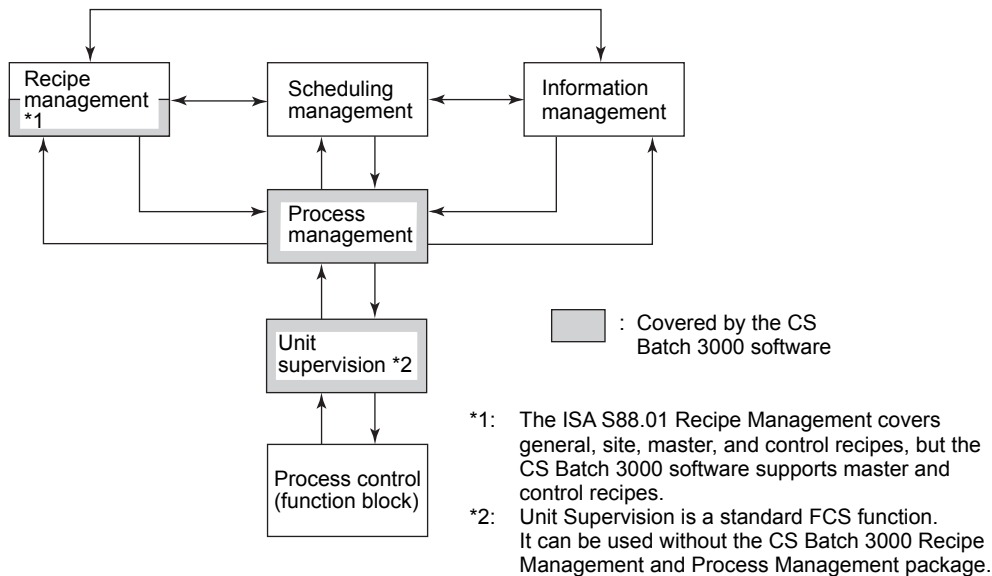 Recipe
management
*1
Scheduling
management
Information
management
Process
management
Unit
supervision *2
Process control
(function block)
: Covered by the CS
Batch 3000 software
*1: The ISA S88.01 Recipe Management covers
general, site, master, and control recipes, but the
CS Batch 3000 software supports master and
control recipes.
*2: Unit Supervision is a standard FCS function.
It can be used without the CS Batch 3000 Recipe
Management and Process Management package.